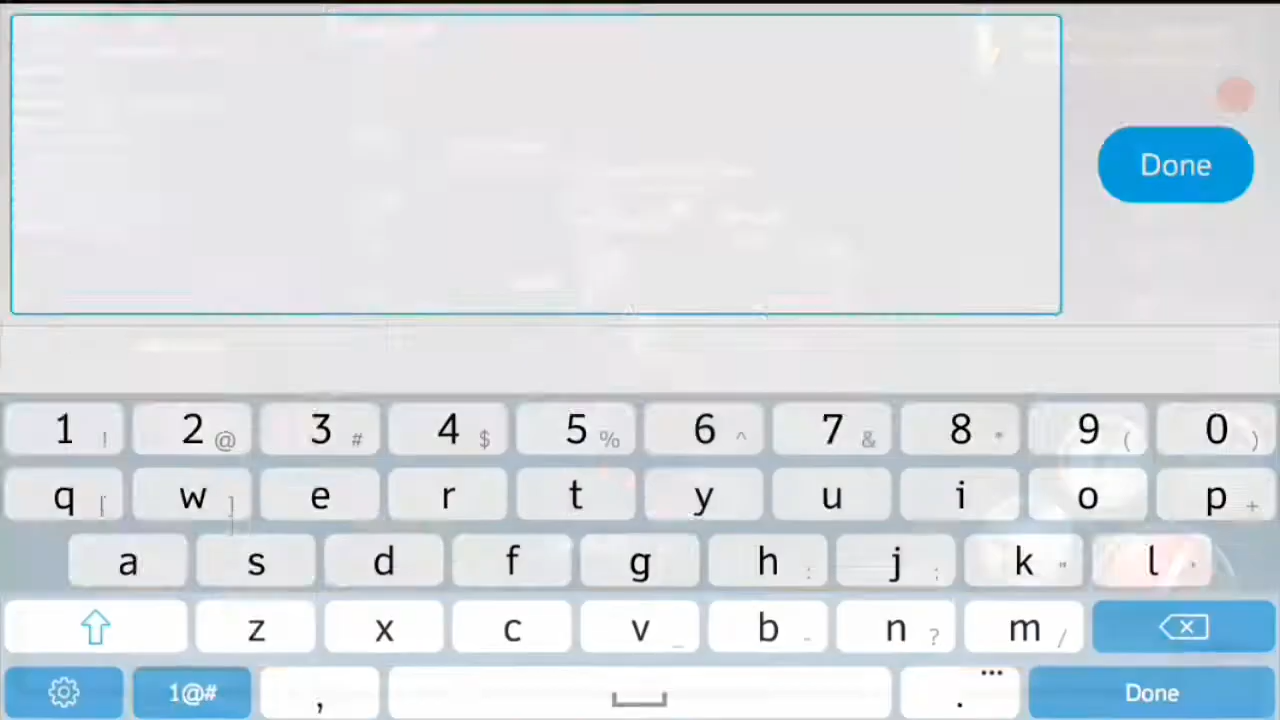 Done
1 ! 2 @ 3 # 4 $ 5 % 6 ^ 7 & 8 * 9 ( 0 )
q [ w ] e r t y u i o p +
a s d f g h : j ; k " l '
z x c v _ b - n ? m /
1@# , . ... Done